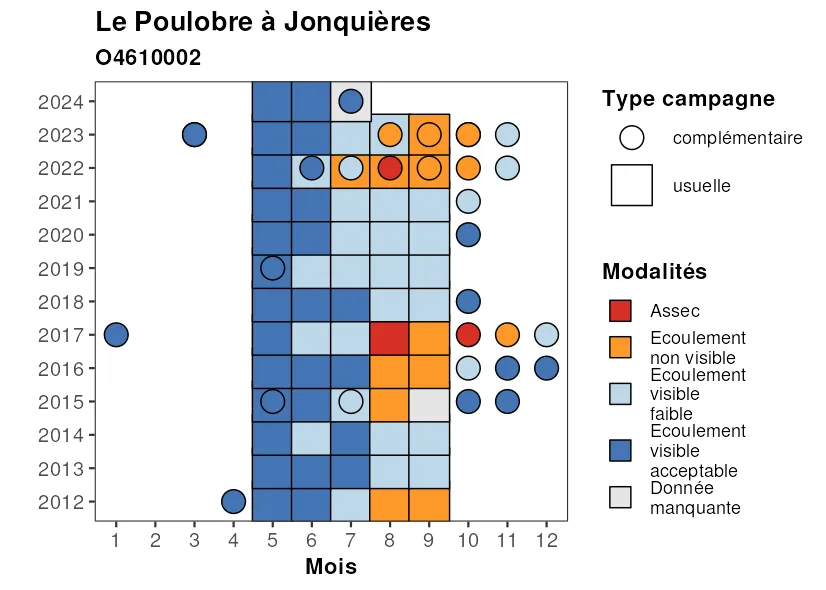 Le Poulobre à Jonquières
O4610002
2024
2023
2022
2021
2020
2019
2018
2017
2016
2015
2014
2013
2012
1 2 3 4 5 6 7 8 9 10 11 12
Mois
Type campagne
complémentaire
usuelle
Modalités
Assec
Ecoulement
non visible
Ecoulement
visible
faible
Ecoulement
visible
acceptable
Donnée
manquante